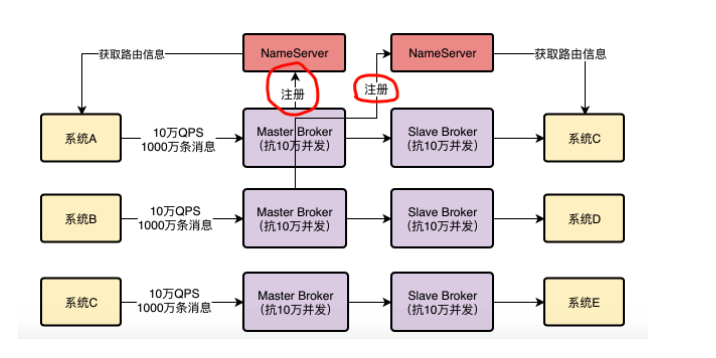 获取路由信息
NameServer
NameServer
获取路由信息
注册
注册
系统A
10万QPS
1000万条消息
Master Broker
(抗10万并发)
Slave Broker
(抗10万并发)
系统C
系统B
10万QPS
1000万条消息
Master Broker
(抗10万并发)
Slave Broker
(抗10万并发)
系统D
系统C
10万QPS
1000万条消息
Master Broker
(抗10万并发)
Slave Broker
(抗10万并发)
系统E